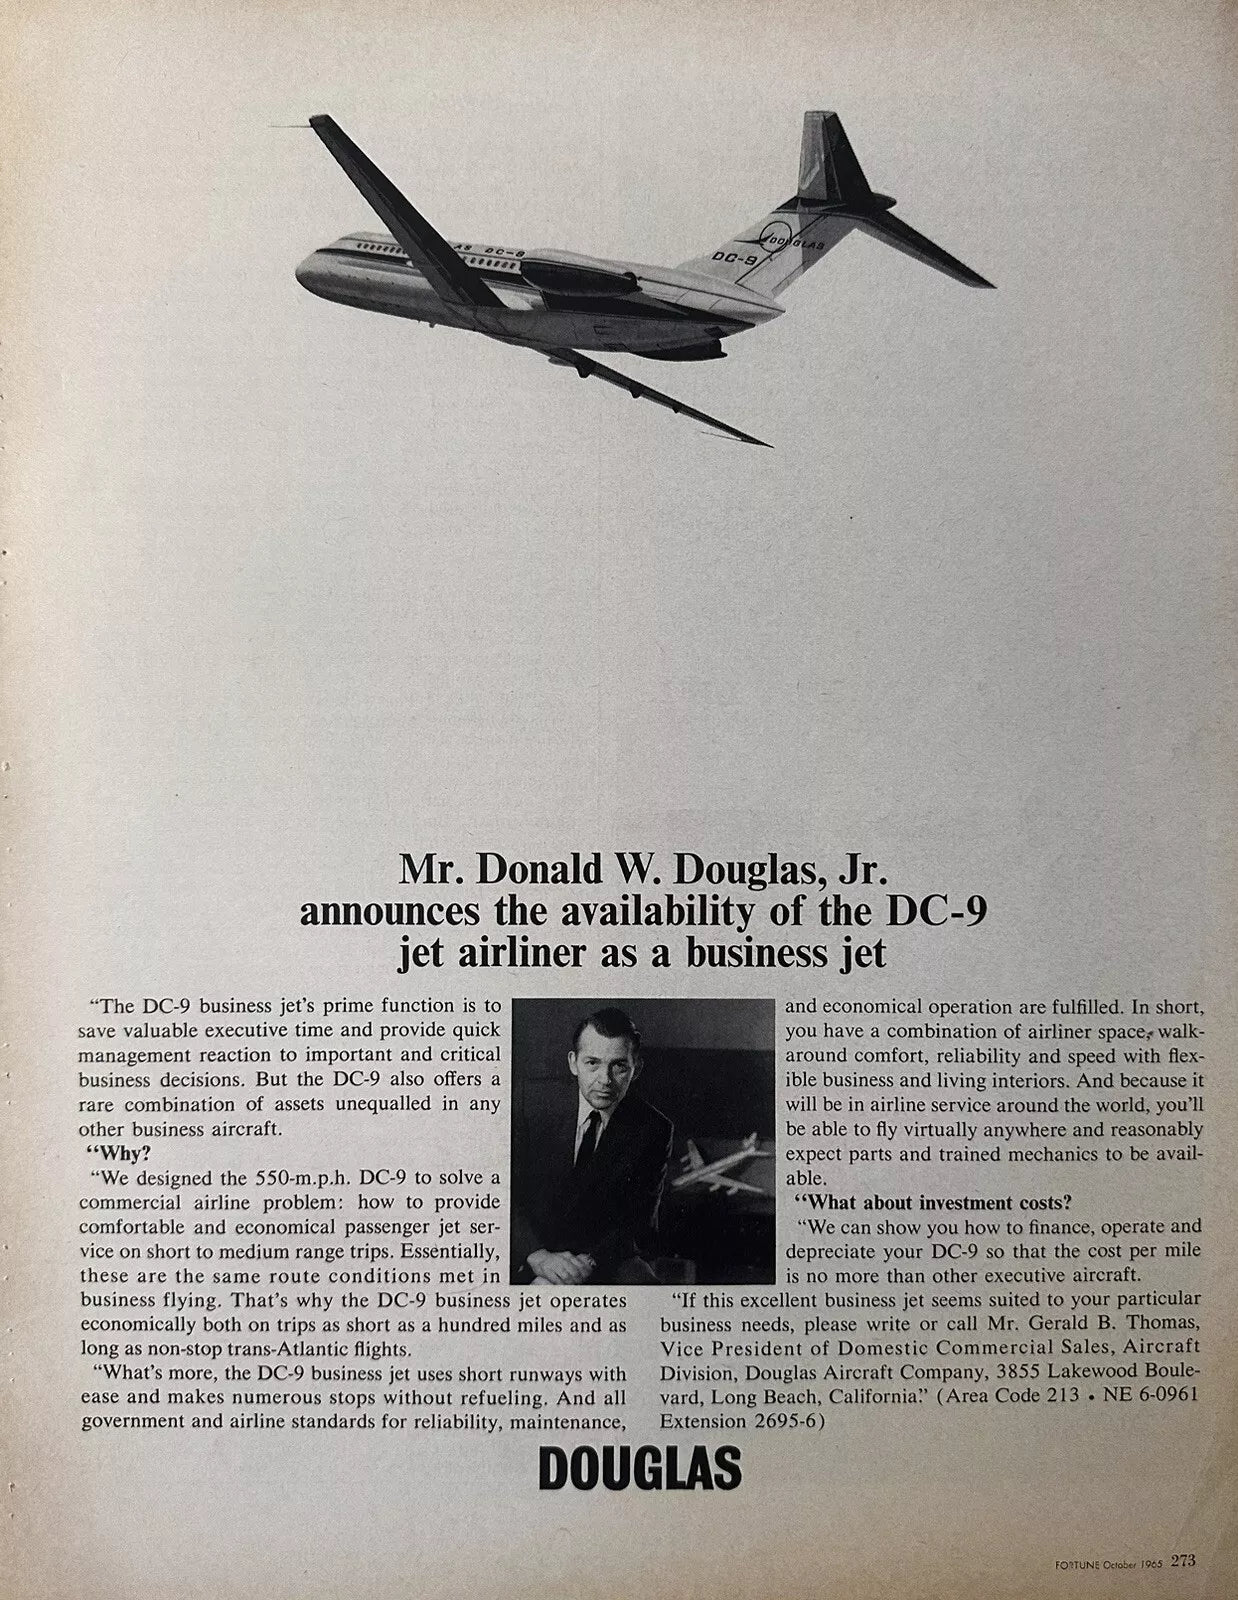 AS DC-9
DOUGLAS
DC-9
Mr. Donald W. Douglas, Jr.
announces the availability of the DC-9
jet airliner as a business jet
“The DC-9 business jet’s prime function is to
save valuable executive time and provide quick
management reaction to important and critical
business decisions. But the DC-9 also offers a
rare combination of assets unequalled in any
other business aircraft.
“Why?
“We designed the 550-m.p.h. DC-9 to solve a
commercial airline problem: how to provide
comfortable and economical passenger jet ser-
vice on short to medium range trips. Essentially,
these are the same route conditions met in
business flying. That’s why the DC-9 business jet operates
economically both on trips as short as a hundred miles and as
long as non-stop trans-Atlantic flights.
“What’s more, the DC-9 business jet uses short runways with
ease and makes numerous stops without refueling. And all
government and airline standards for reliability, maintenance,
and economical operation are fulfilled. In short,
you have a combination of airliner space, walk-
around comfort, reliability and speed with flex-
ible business and living interiors. And because it
will be in airline service around the world, you’ll
be able to fly virtually anywhere and reasonably
expect parts and trained mechanics to be avail-
able.
“What about investment costs?
“We can show you how to finance, operate and
depreciate your DC-9 so that the cost per mile
is no more than other executive aircraft.
“If this excellent business jet seems suited to your particular
business needs, please write or call Mr. Gerald B. Thomas,
Vice President of Domestic Commercial Sales, Aircraft
Division, Douglas Aircraft Company, 3855 Lakewood Boule-
vard, Long Beach, California.” (Area Code 213 • NE 6-0961
Extension 2695-6)
DOUGLAS
FORTUNE October 1965 273